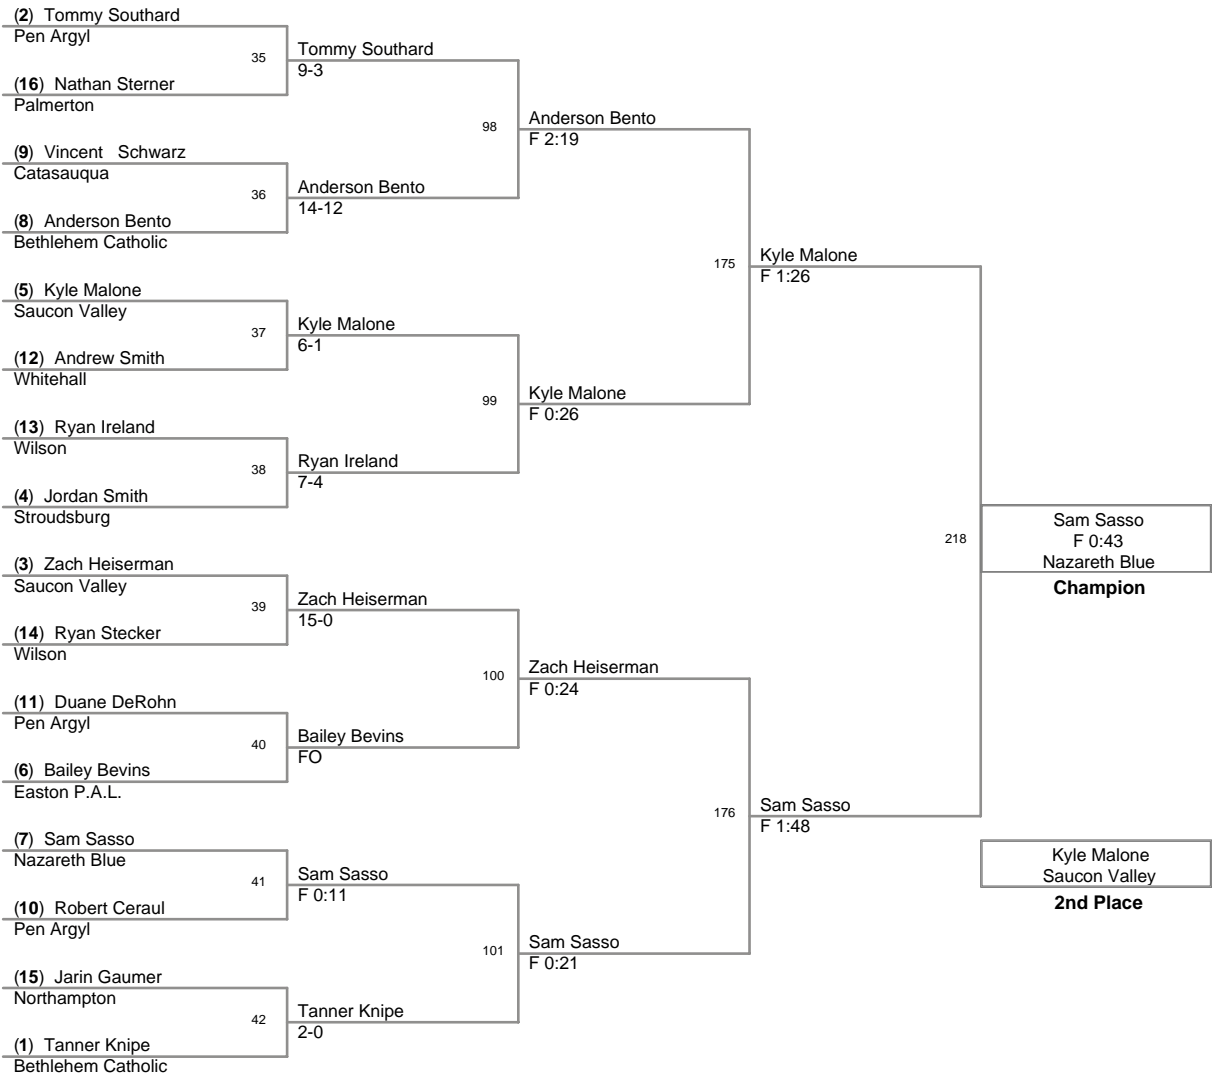 (2) Tommy Southard
Pen Argyl
35
Tommy Southard
9-3
(16) Nathan Sterner
Palmerton
98
Anderson Bento
F 2:19
(9) Vincent Schwarz
Catasauqua
36
Anderson Bento
14-12
(8) Anderson Bento
Bethlehem Catholic
175
Kyle Malone
F 1:26
(5) Kyle Malone
Saucon Valley
37
Kyle Malone
6-1
(12) Andrew Smith
Whitehall
99
Kyle Malone
F 0:26
(13) Ryan Ireland
Wilson
38
Ryan Ireland
7-4
(4) Jordan Smith
Stroudsburg
218
Sam Sasso
F 0:43
Nazareth Blue
Champion
(3) Zach Heiserman
Saucon Valley
39
Zach Heiserman
15-0
(14) Ryan Stecker
Wilson
100
Zach Heiserman
F 0:24
(11) Duane DeRohn
Pen Argyl
40
Bailey Bevins
FO
(6) Bailey Bevins
Easton P.A.L.
176
Sam Sasso
F 1:48
(7) Sam Sasso
Nazareth Blue
41
Sam Sasso
F 0:11
(10) Robert Ceraul
Pen Argyl
Kyle Malone
Saucon Valley
2nd Place
101
Sam Sasso
F 0:21
(15) Jarin Gaumer
Northampton
42
Tanner Knipe
2-0
(1) Tanner Knipe
Bethlehem Catholic